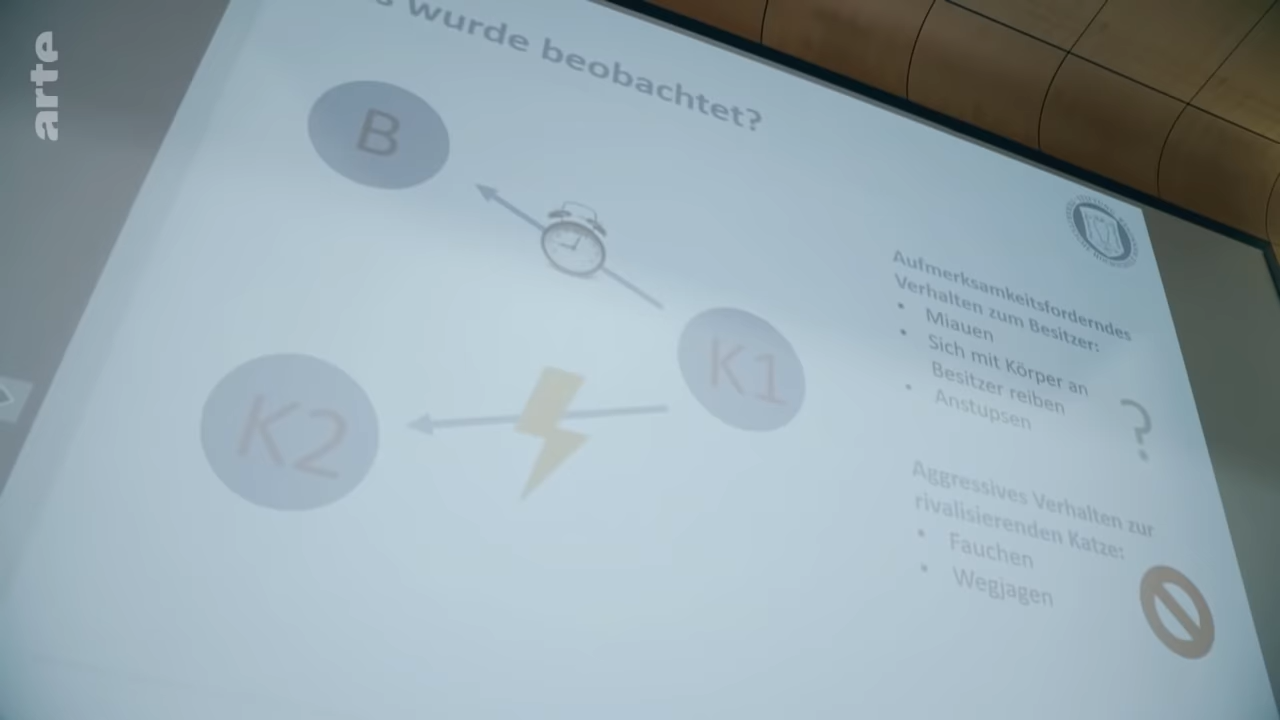 arte
wurde beobachtet?
B
K1
K2
Aufmerksamkeitsforderndes
Verhalten zum Besitzer:
• Miauen
• Sich mit Körper an
Besitzer reiben
• Anstupsen
?
Aggressives Verhalten zur
rivalisierenden Katze:
• Fauchen
• Wegjagen